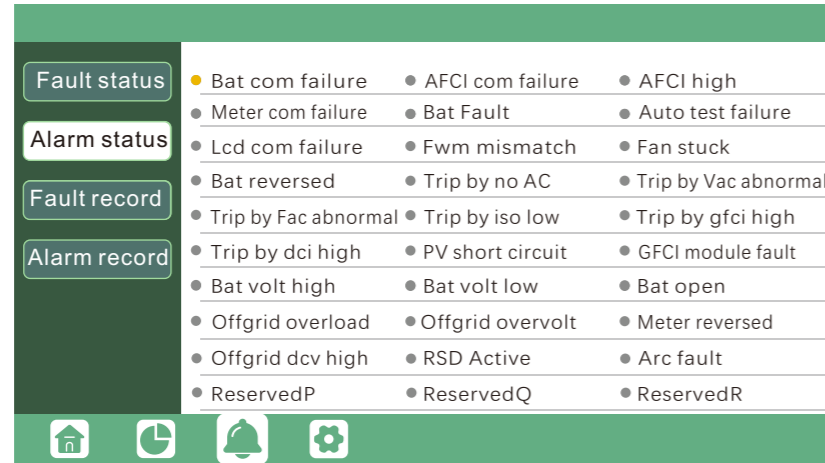 Fault status
Alarm status
Fault record
Alarm record
Bat com failure AFCI com failure AFCI high
Meter com failure Bat Fault Auto test failure
Lcd com failure Fwm mismatch Fan stuck
Bat reversed Trip by no AC Trip by Vac abnormal
Trip by Fac abnormal Trip by iso low Trip by gfci high
Trip by dci high PV short circuit GFCI module fault
Bat volt high Bat volt low Bat open
Offgrid overload Offgrid overvolt Meter reversed
Offgrid dcv high RSD Active Arc fault
ReservedP ReservedQ ReservedR